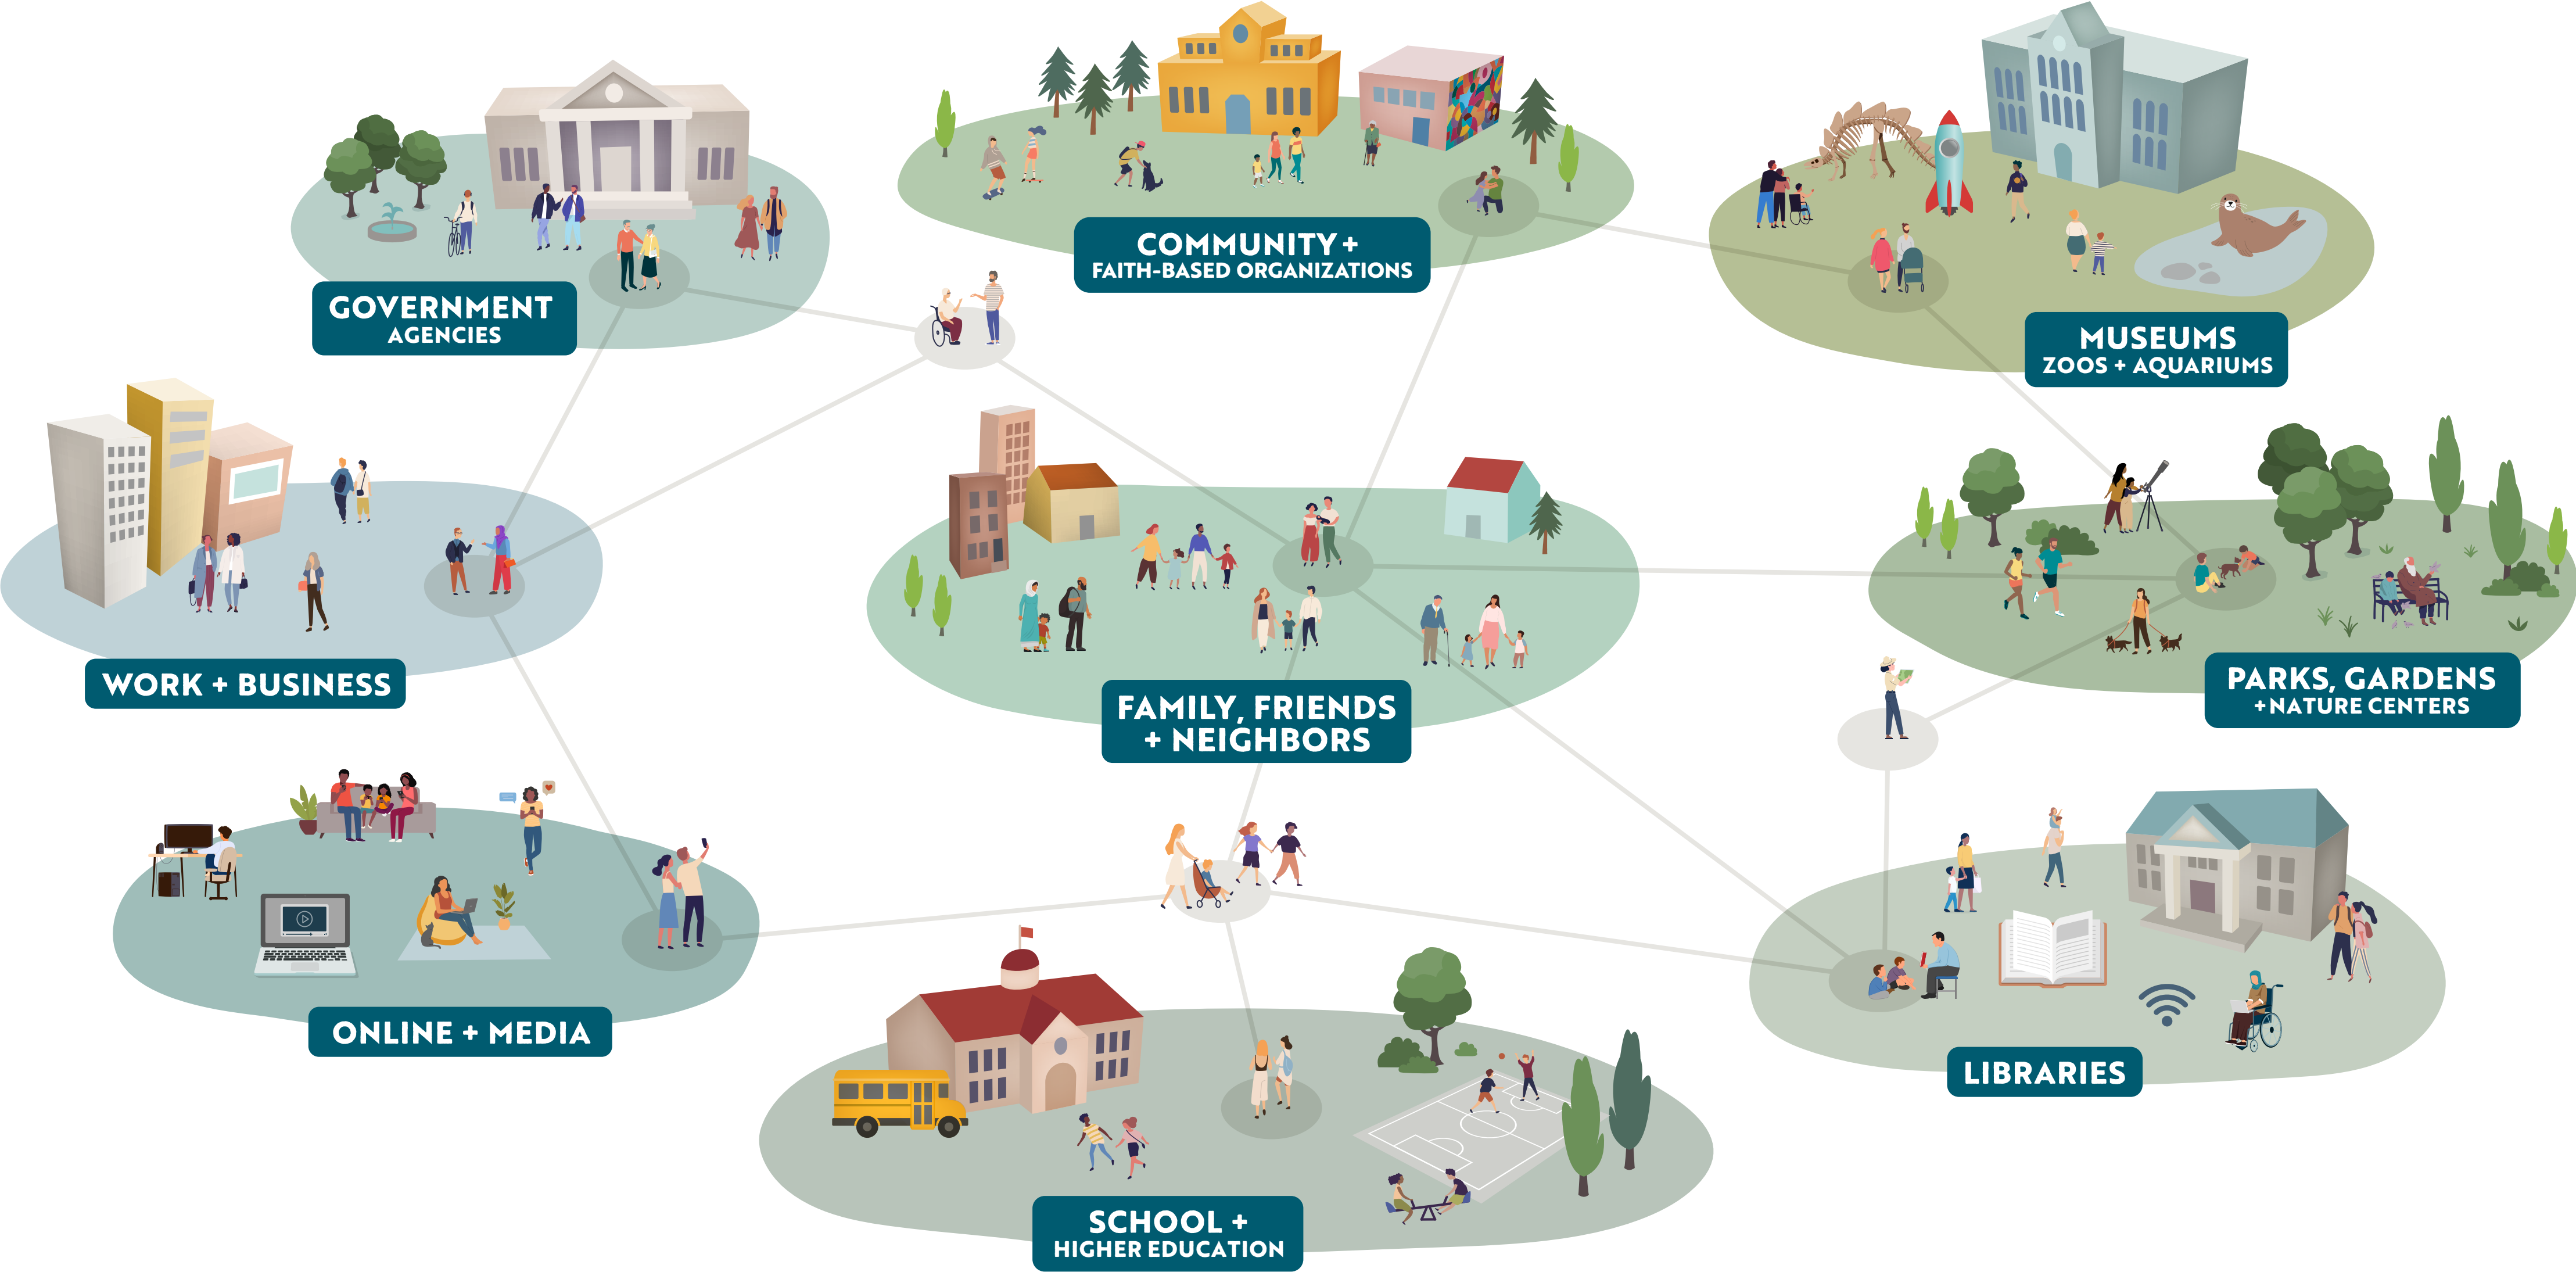 COMMUNITY +
FAITH-BASED ORGANIZATIONS
GOVERNMENT
AGENCIES
MUSEUMS
ZOOS + AQUARIUMS
WORK + BUSINESS
FAMILY, FRIENDS
+ NEIGHBORS
PARKS, GARDENS
+ NATURE CENTERS
ONLINE + MEDIA
LIBRARIES
SCHOOL +
HIGHER EDUCATION